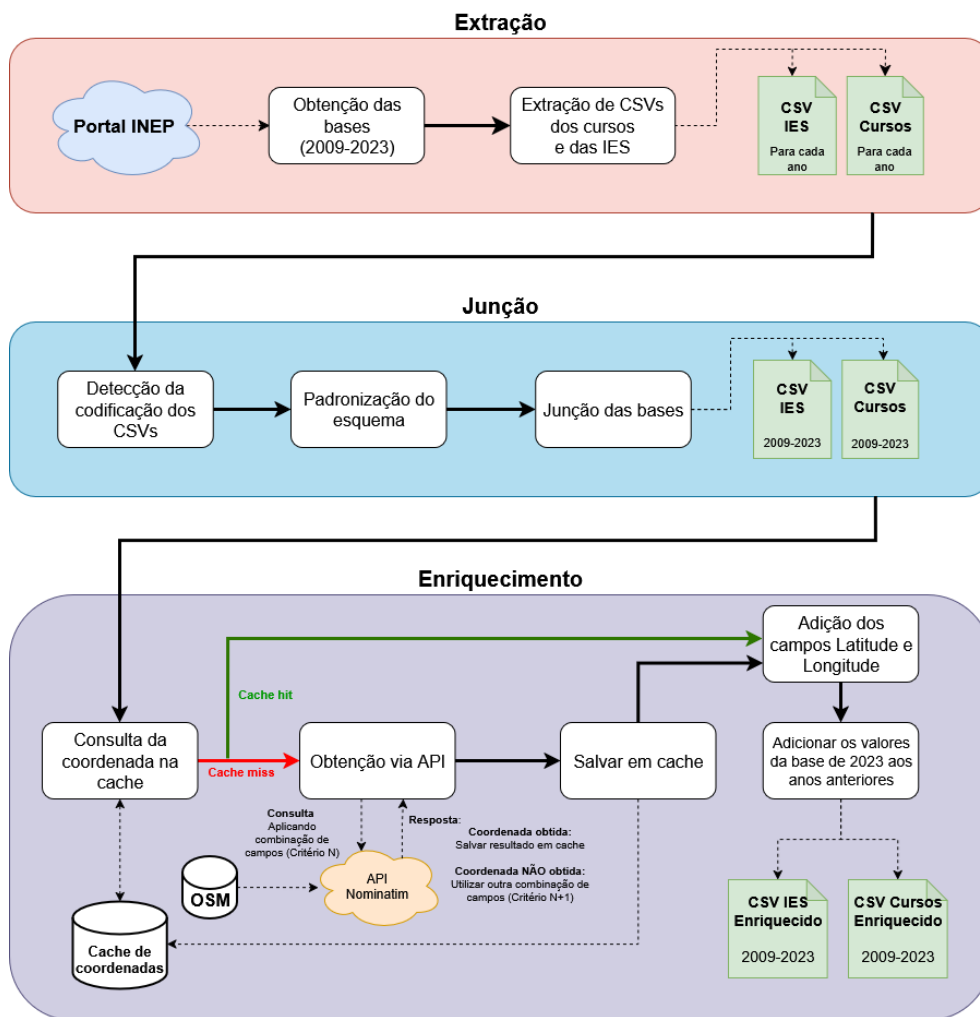 Extração
Portal INEP
Obtenção das
bases
(2009-2023)
Extração de CSVs
dos cursos
e das IES
CSV
IES
Para cada
ano
CSV
Cursos
Para cada
ano
Junção
Detecção da
codificação dos
CSVs
Padronização do
esquema
Junção das bases
CSV
IES
2009-2023
CSV
Cursos
2009-2023
Enriquecimento
Adição dos
campos Latitude e
Longitude
Cache hit
Consulta da
coordenada na
cache
Cache miss
Obtenção via API
Salvar em cache
Adicionar os valores
da base de 2023 aos
anos anteriores
Consulta
Aplicando
combinação de
campos (Critério N)
Resposta:
Coordenada obtida:
Salvar resultado em cache
Coordenada NÃO obtida:
Utilizar outra combinação de
campos (Critério N+1)
OSM
API
Nominatim
Cache de
coordenadas
CSV IES
Enriquecido
2009-2023
CSV Cursos
Enriquecido
2009-2023